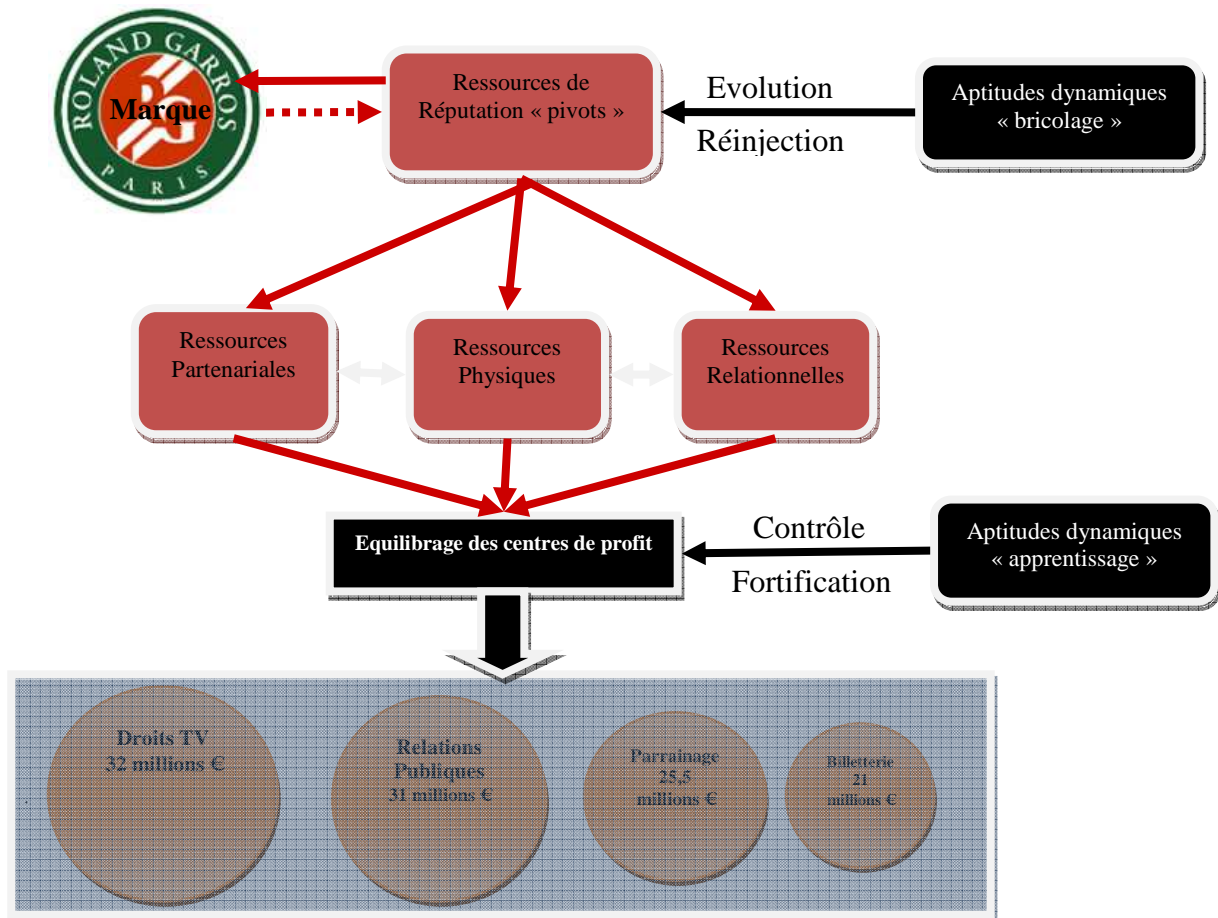 ROLAND GARROS
Marque
PARIS
Ressources de
Réputation « pivots »
Evolution
Réinjection
Aptitudes dynamiques
« bricolage »
Ressources
Partenariales
Ressources
Physiques
Ressources
Relationnelles
Equilibrage des centres de profit
Contrôle
Fortification
Aptitudes dynamiques
« apprentissage »
Droits TV
32 millions €
Relations
Publiques
31 millions €
Parrainage
25,5
millions €
Billetterie
21
millions €